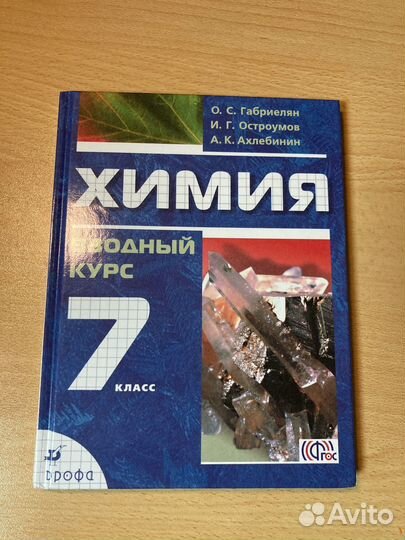 О. С. Габриелян
И. Г. Остроумов
А. К. Ахлебинин
ХИМИЯ
ВВОДНЫЙ
КУРС
7
КЛАСС
дрофа
ФГОС
Avito